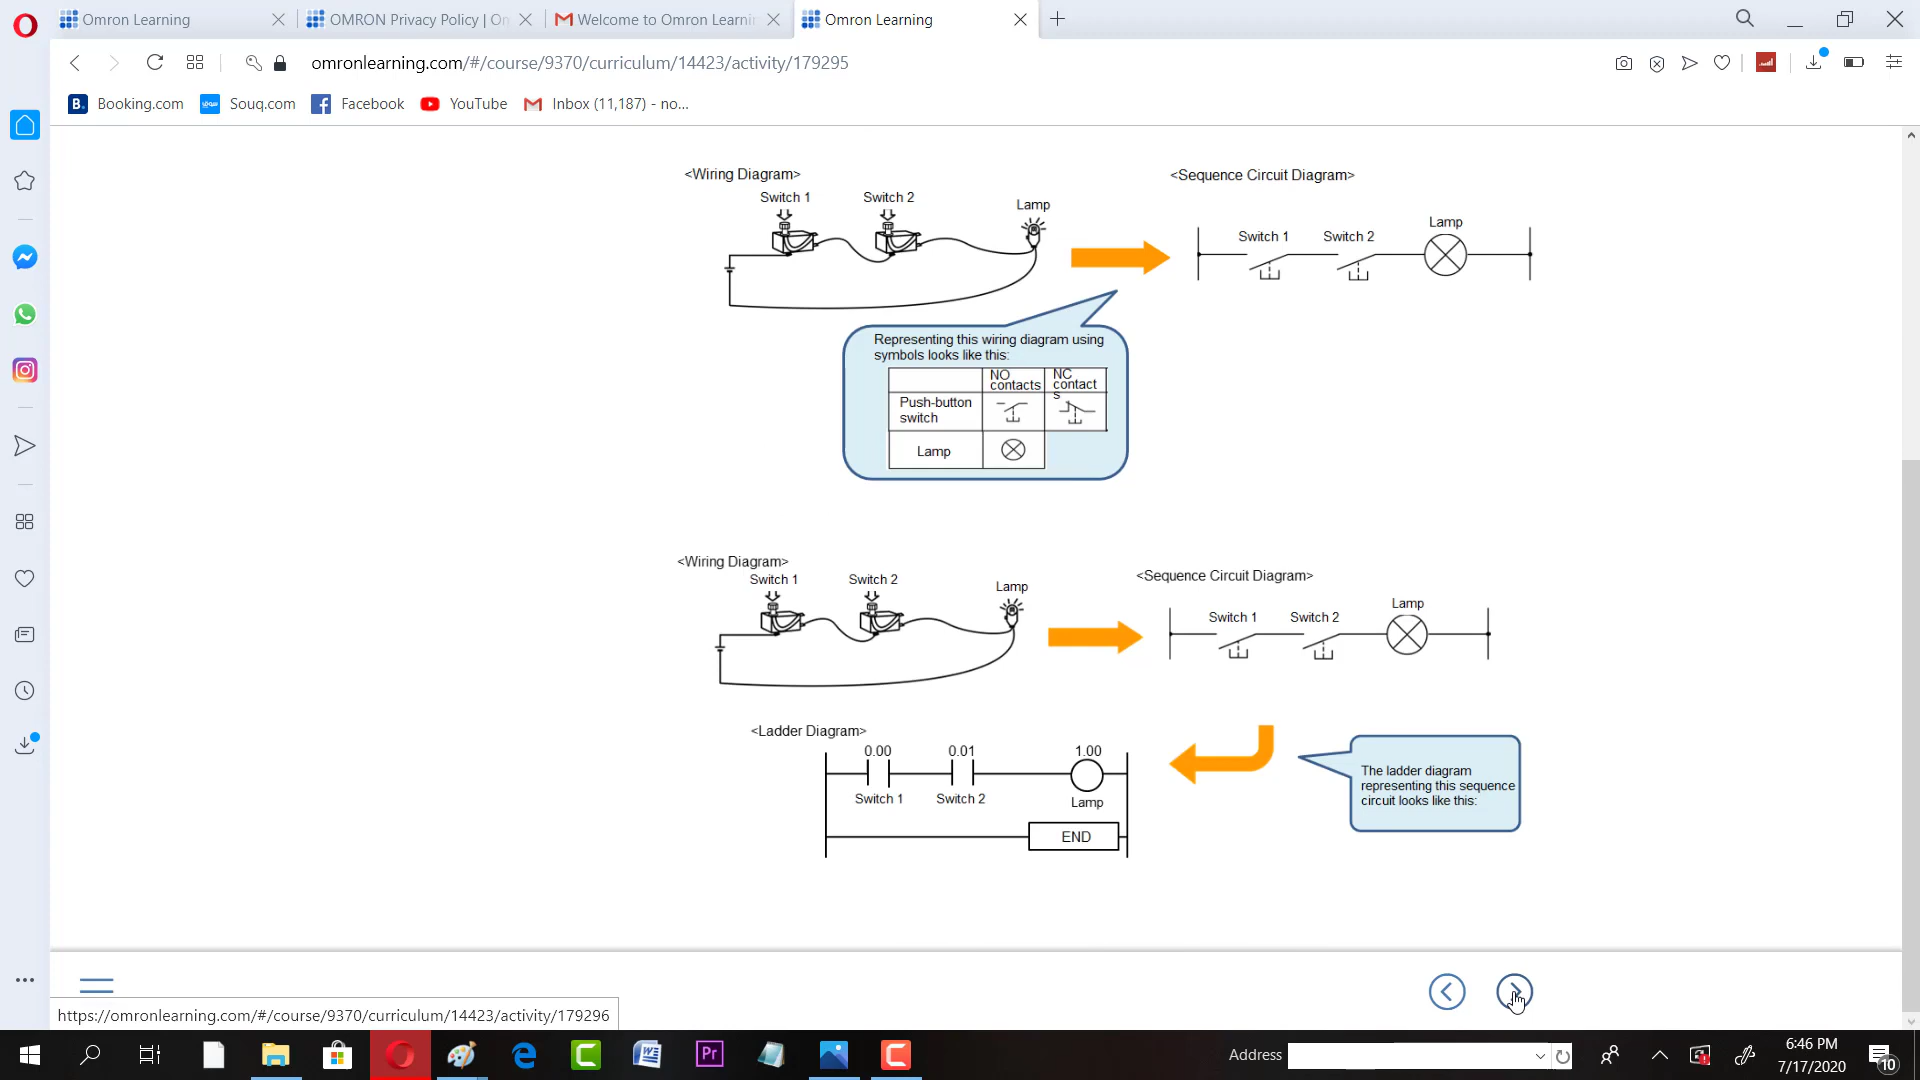 Omron Learning
OMRON Privacy Policy | On
Welcome to Omron Learni
Omron Learning
omronlearning.com/#/course/9370/curriculum/14423/activity/179295
B. Booking.com
Souq.com
Facebook
YouTube
Inbox (11,187) - no...
<Wiring Diagram>
<Sequence Circuit Diagram>
Switch 1
Switch 2
Lamp
Lamp
Switch 1
Switch 2
Representing this wiring diagram using
symbols looks like this:
NO
contacts
NC
contact
s
Push-button
switch
Lamp
<Wiring Diagram>
<Sequence Circuit Diagram>
Switch 1
Switch 2
Lamp
Lamp
Switch 1
Switch 2
<Ladder Diagram>
0.00
0.01
1.00
Switch 1
Switch 2
Lamp
END
The ladder diagram
representing this sequence
circuit looks like this:
https://omronlearning.com/#/course/9370/curriculum/14423/activity/179296
Address
6:46 PM
7/17/2020
10